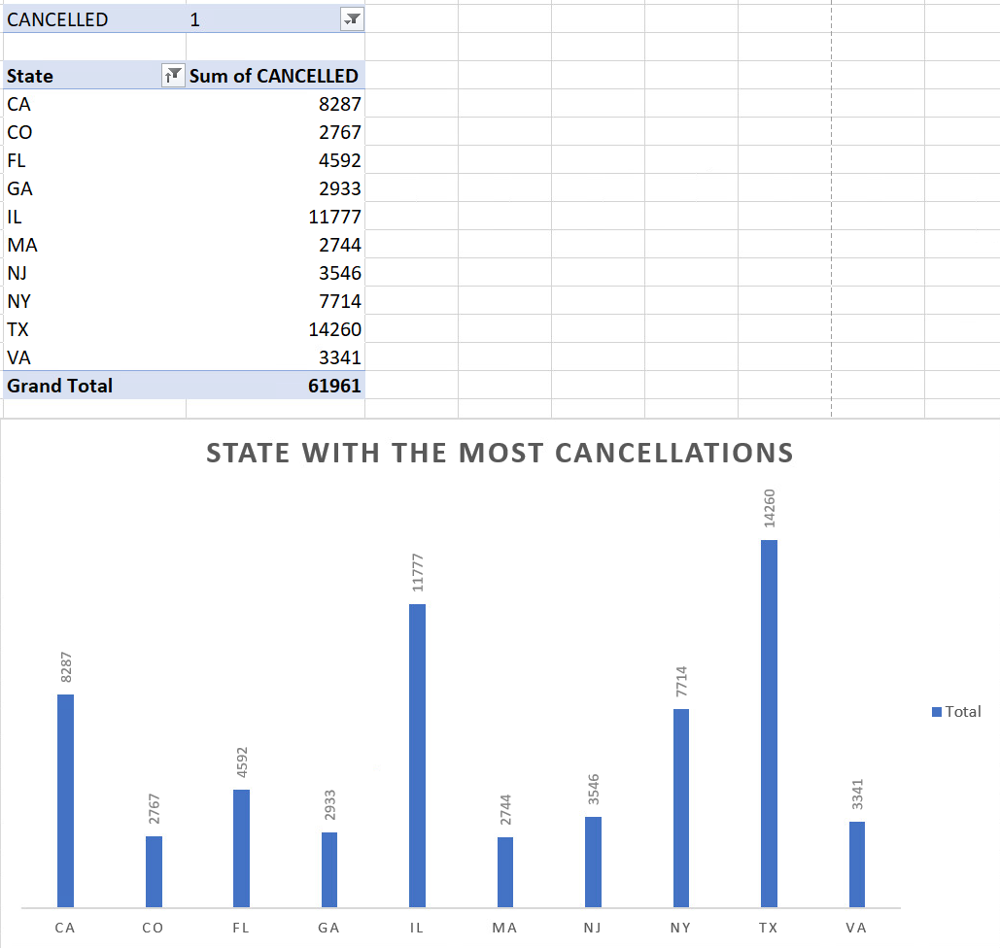 CANCELLED 1
State Sum of CANCELLED
CA 8287
CO 2767
FL 4592
GA 2933
IL 11777
MA 2744
NJ 3546
NY 7714
TX 14260
VA 3341
Grand Total 61961
STATE WITH THE MOST CANCELLATIONS
8287 2767 4592 2933 11777 2744 3546 7714 14260 3341
Total
CA CO FL GA IL MA NJ NY TX VA